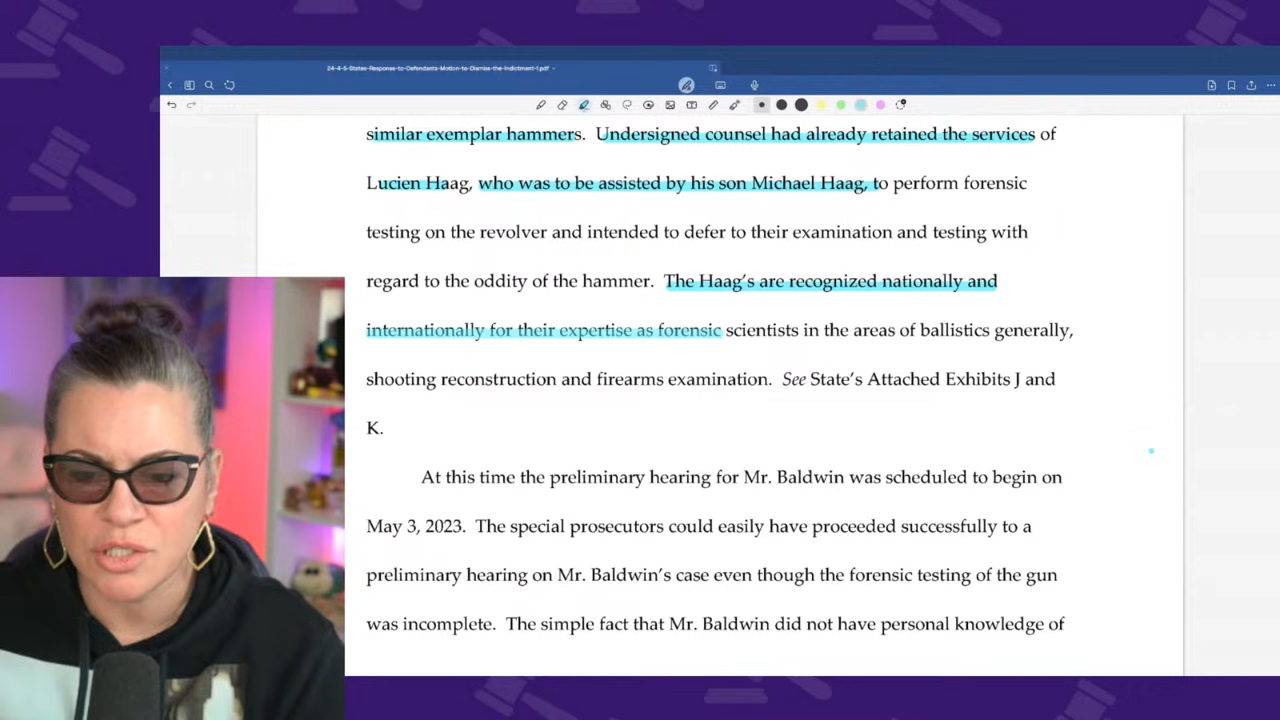 24-4-5-States-Response-to-Defendants-Motion-to-Dismiss-the-Indictment-1.pdf
similar exemplar hammers. Undersigned counsel had already retained the services of
Lucien Haag, who was to be assisted by his son Michael Haag, to perform forensic
testing on the revolver and intended to defer to their examination and testing with
regard to the oddity of the hammer. The Haag's are recognized nationally and
internationally for their expertise as forensic scientists in the areas of ballistics generally,
shooting reconstruction and firearms examination. See State's Attached Exhibits J and
K.
At this time the preliminary hearing for Mr. Baldwin was scheduled to begin on
May 3, 2023. The special prosecutors could easily have proceeded successfully to a
preliminary hearing on Mr. Baldwin's case even though the forensic testing of the gun
was incomplete. The simple fact that Mr. Baldwin did not have personal knowledge of